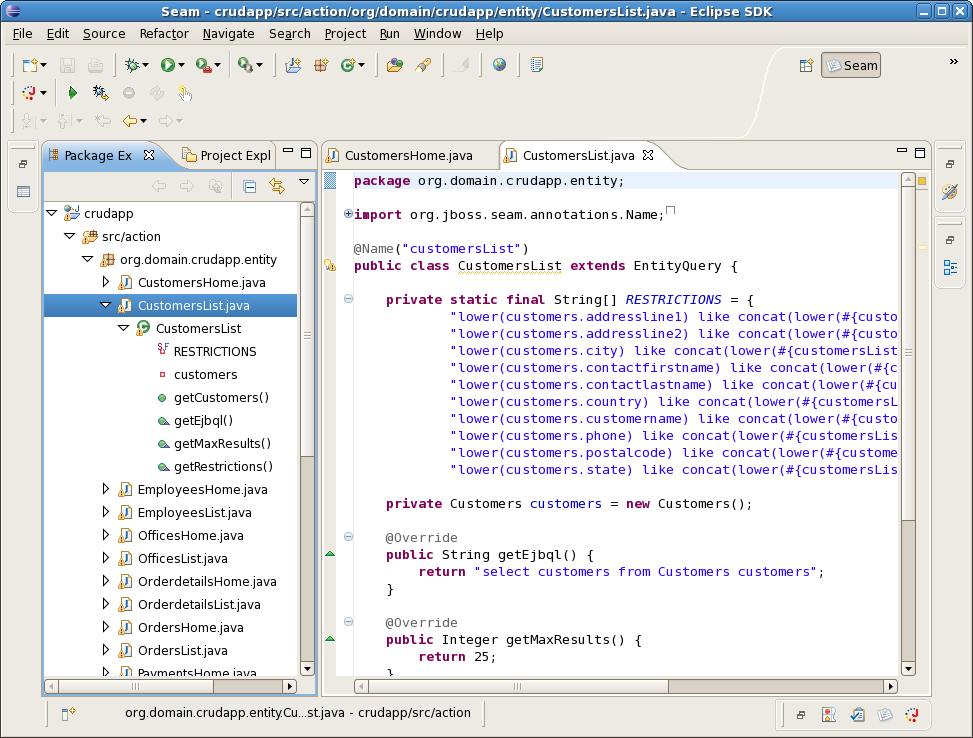 Seam - crudapp/src/action/org/domain/crudapp/entity/CustomersList.java - Eclipse SDK
File Edit Source Refactor Navigate Search Project Run Window Help
Seam »
Package Ex Project Expl
crudapp
src/action
org.domain.crudapp.entity
CustomersHome.java
CustomersList.java
CustomersList
RESTRICTIONS
customers
getCustomers()
getEjbql()
getMaxResults()
getRestrictions()
EmployeesHome.java
EmployeesList.java
OfficesHome.java
OfficesList.java
OrderdetailsHome.java
OrderdetailsList.java
OrdersHome.java
OrdersList.java
PaymentsHome.java
CustomersHome.java CustomersList.java
package org.domain.crudapp.entity;
import org.jboss.seam.annotations.Name;
@Name("customersList")
public class CustomersList extends EntityQuery {
private static final String[] RESTRICTIONS = {
"lower(customers.addressline1) like concat(lower(#{custo
"lower(customers.addressline2) like concat(lower(#{custo
"lower(customers.city) like concat(lower(#{customersList
"lower(customers.contactfirstname) like concat(lower(#{c
"lower(customers.contactlastname) like concat(lower(#{cu
"lower(customers.country) like concat(lower(#{customersL
"lower(customers.customername) like concat(lower(#{custo
"lower(customers.phone) like concat(lower(#{customersLis
"lower(customers.postalcode) like concat(lower(#{custome
"lower(customers.state) like concat(lower(#{customersLis
private Customers customers = new Customers();
@Override
public String getEjbql() {
return "select customers from Customers customers";
}
@Override
public Integer getMaxResults() {
return 25;
}
org.domain.crudapp.entity.Cu...st.java - crudapp/src/action